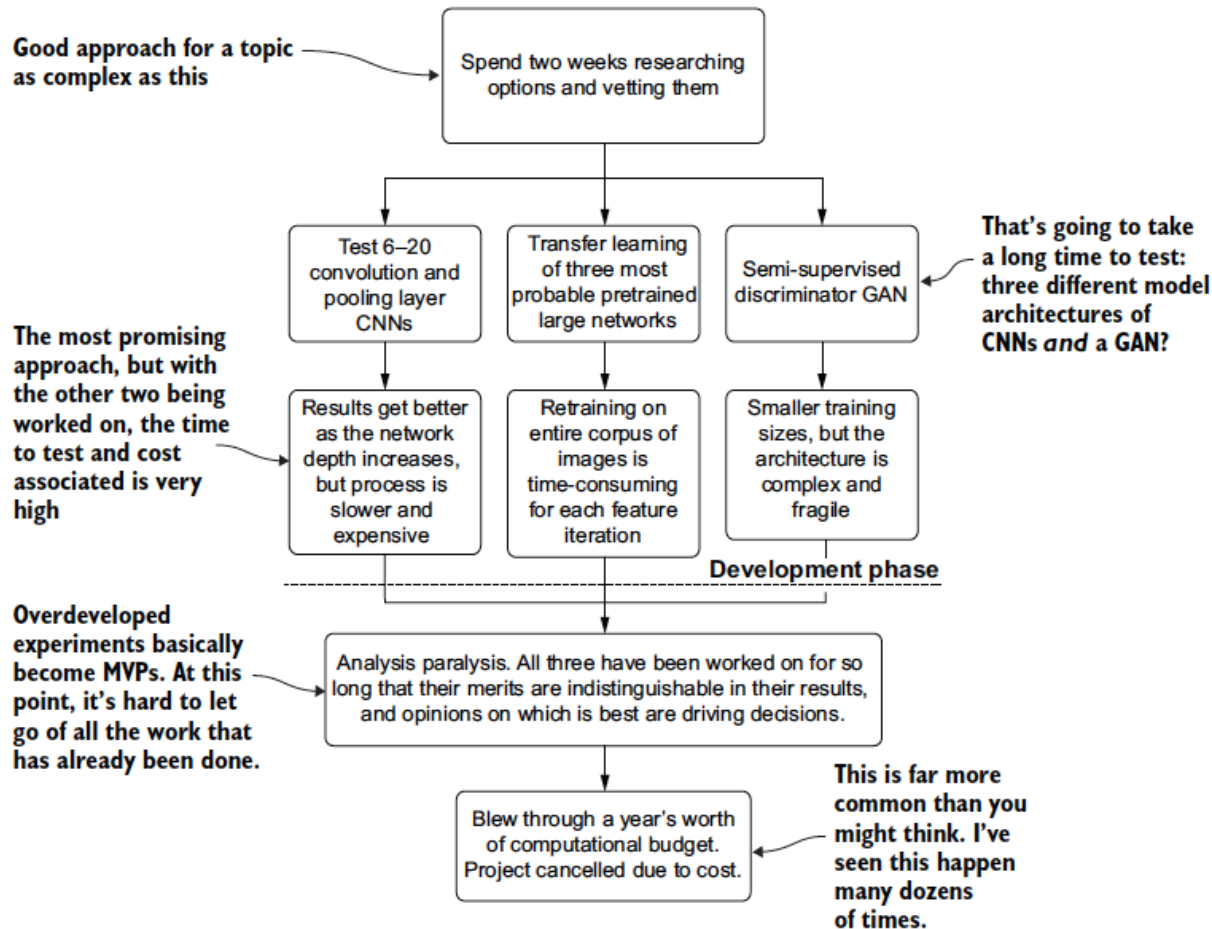 Good approach for a topic
as complex as this
Spend two weeks researching
options and vetting them
Test 6–20
convolution and
pooling layer
CNNs
Transfer learning
of three most
probable pretrained
large networks
Semi-supervised
discriminator GAN
That's going to take
a long time to test:
three different model
architectures of
CNNs and a GAN?
The most promising
approach, but with
the other two being
worked on, the time
to test and cost
associated is very
high
Results get better
as the network
depth increases,
but process is
slower and
expensive
Retraining on
entire corpus of
images is
time-consuming
for each feature
iteration
Smaller training
sizes, but the
architecture is
complex and
fragile
Development phase
Overdeveloped
experiments basically
become MVPs. At this
point, it's hard to let
go of all the work that
has already been done.
Analysis paralysis. All three have been worked on for so
long that their merits are indistinguishable in their results,
and opinions on which is best are driving decisions.
Blew through a year's worth
of computational budget.
Project cancelled due to cost.
This is far more
common than you
might think. I've
seen this happen
many dozens
of times.